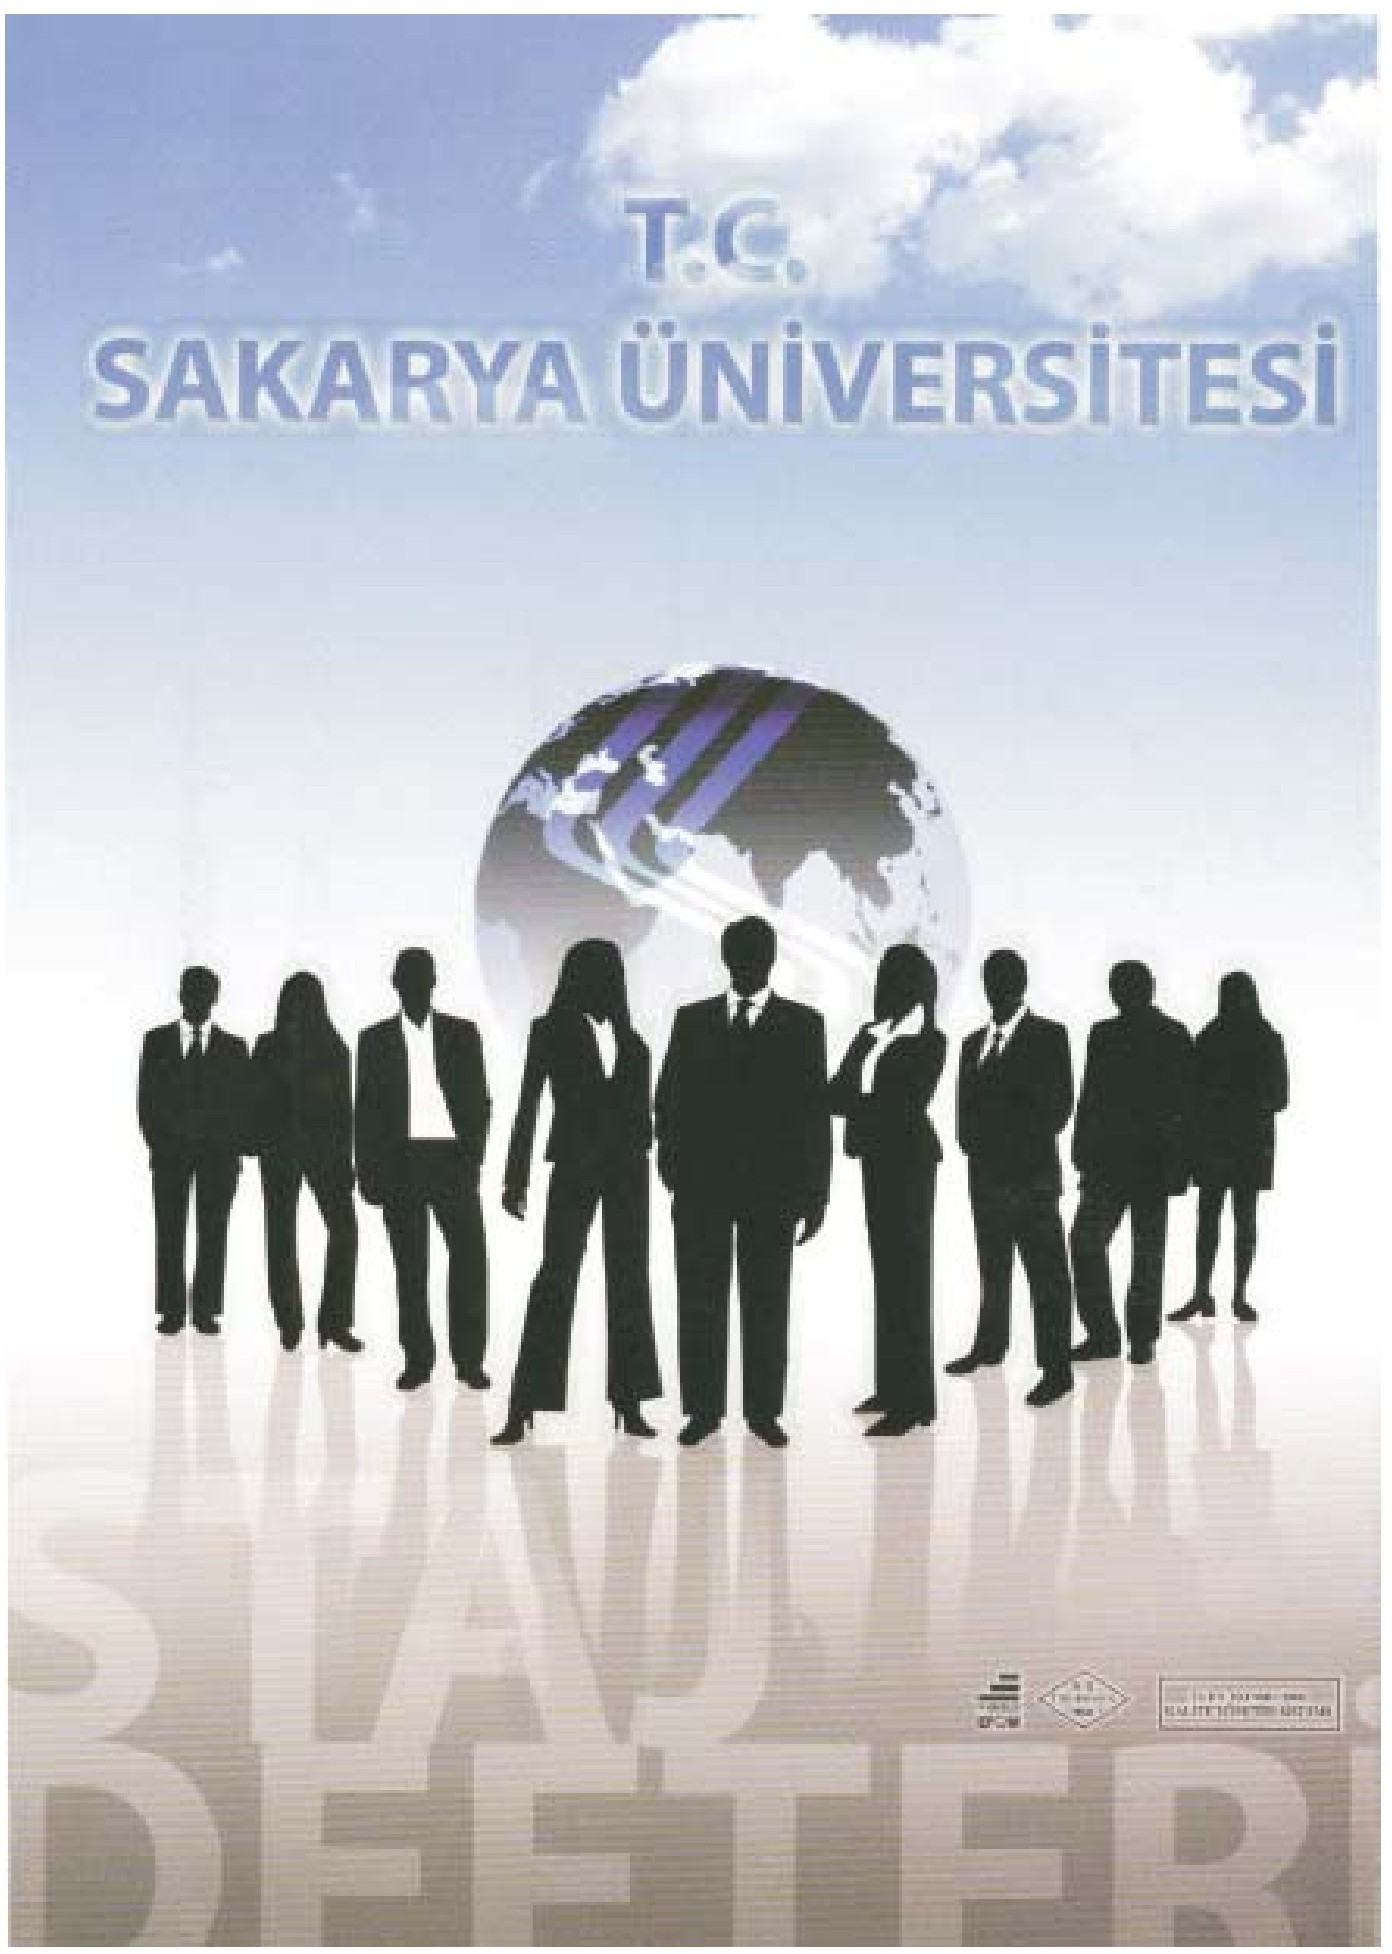 T.C.
SAKARYA ÜNİVERSİTESİ
STAJ
DEFTERİ